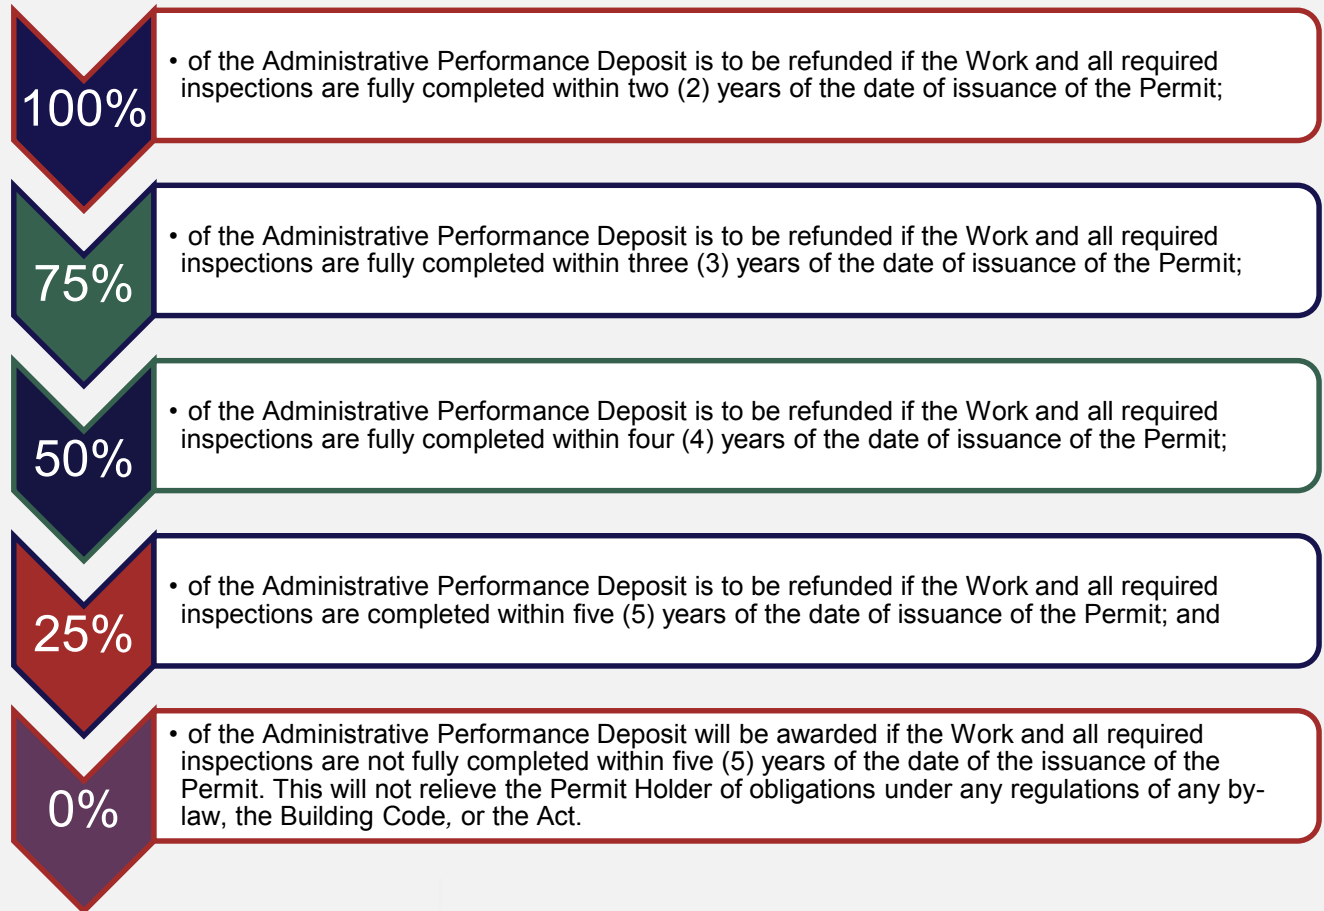 100%
• of the Administrative Performance Deposit is to be refunded if the Work and all required
inspections are fully completed within two (2) years of the date of issuance of the Permit;
75%
• of the Administrative Performance Deposit is to be refunded if the Work and all required
inspections are fully completed within three (3) years of the date of issuance of the Permit;
50%
• of the Administrative Performance Deposit is to be refunded if the Work and all required
inspections are fully completed within four (4) years of the date of issuance of the Permit;
25%
• of the Administrative Performance Deposit is to be refunded if the Work and all required
inspections are completed within five (5) years of the date of issuance of the Permit; and
0%
• of the Administrative Performance Deposit will be awarded if the Work and all required
inspections are not fully completed within five (5) years of the date of the issuance of the
Permit. This will not relieve the Permit Holder of obligations under any regulations of any by-
law, the Building Code, or the Act.